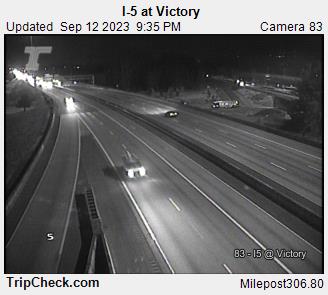 I-5 at Victory
Updated Sep 12 2023 9:35 PM Camera 83
S
83 - I5 @ Victory
TripCheck.com Milepost306.80